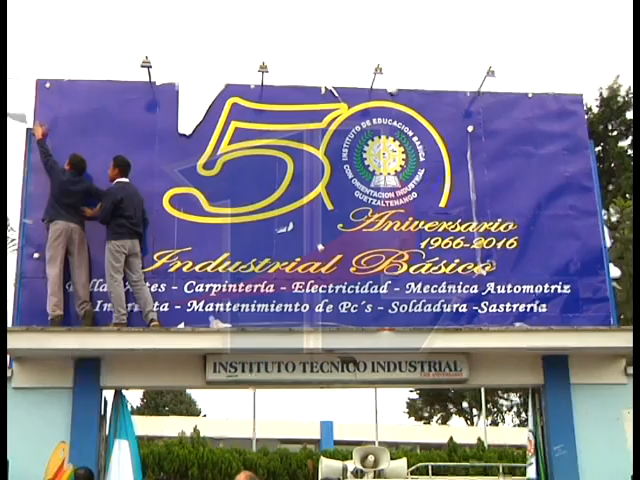 50
INSTITUTO DE EDUCACION BASICA
CON ORIENTACION INDUSTRIAL
QUETZALTENANGO
Aniversario
1966-2016
Industrial Básico
- Carpintería - Electricidad - Mecánica Automotriz
- Mantenimiento de Pc´s - Soldadura -Sastrería
INSTITUTO TECNICO INDUSTRIAL